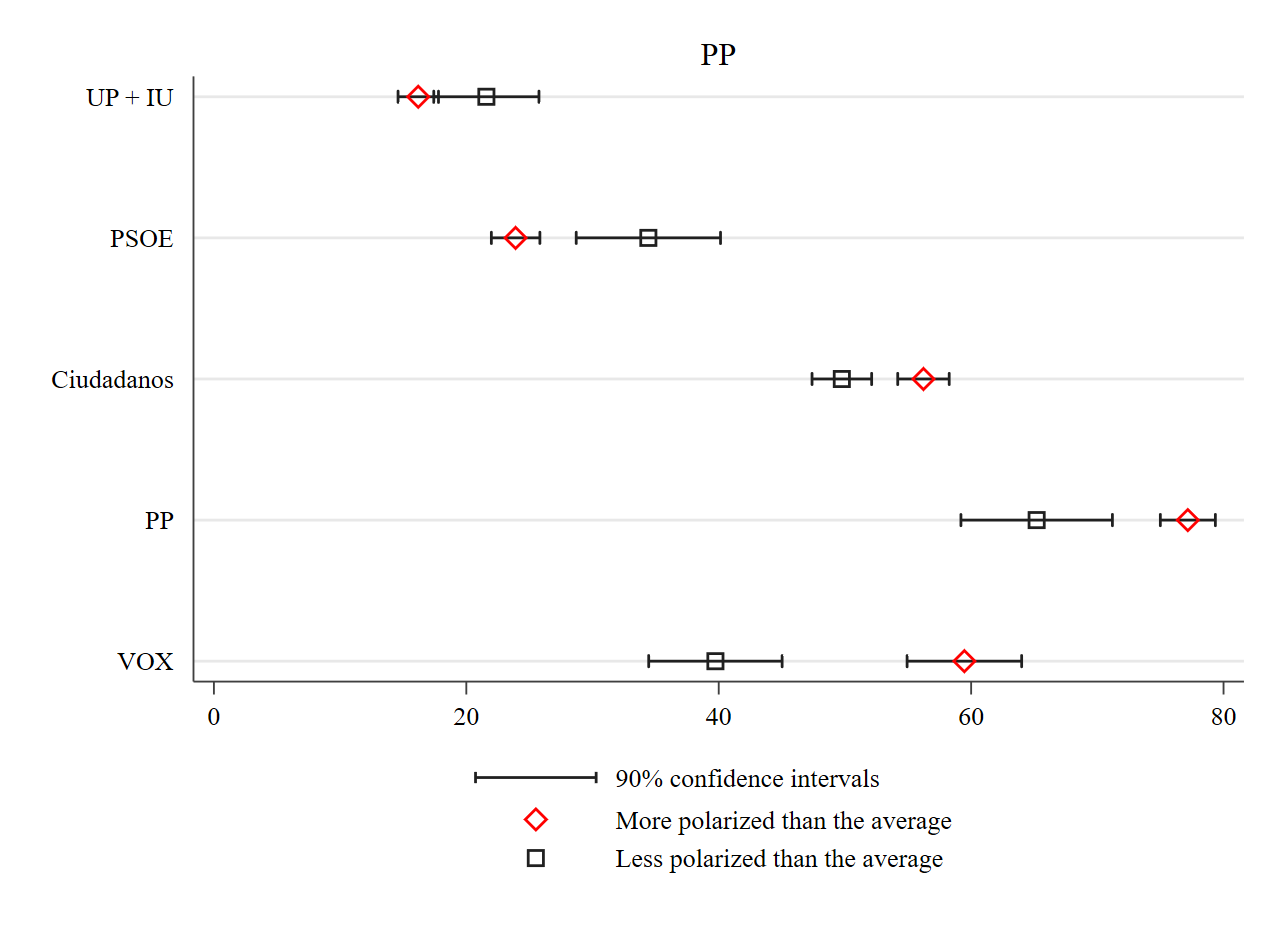 PP
UP + IU
PSOE
Ciudadanos
PP
VOX
0 20 40 60 80
90% confidence intervals
More polarized than the average
Less polarized than the average